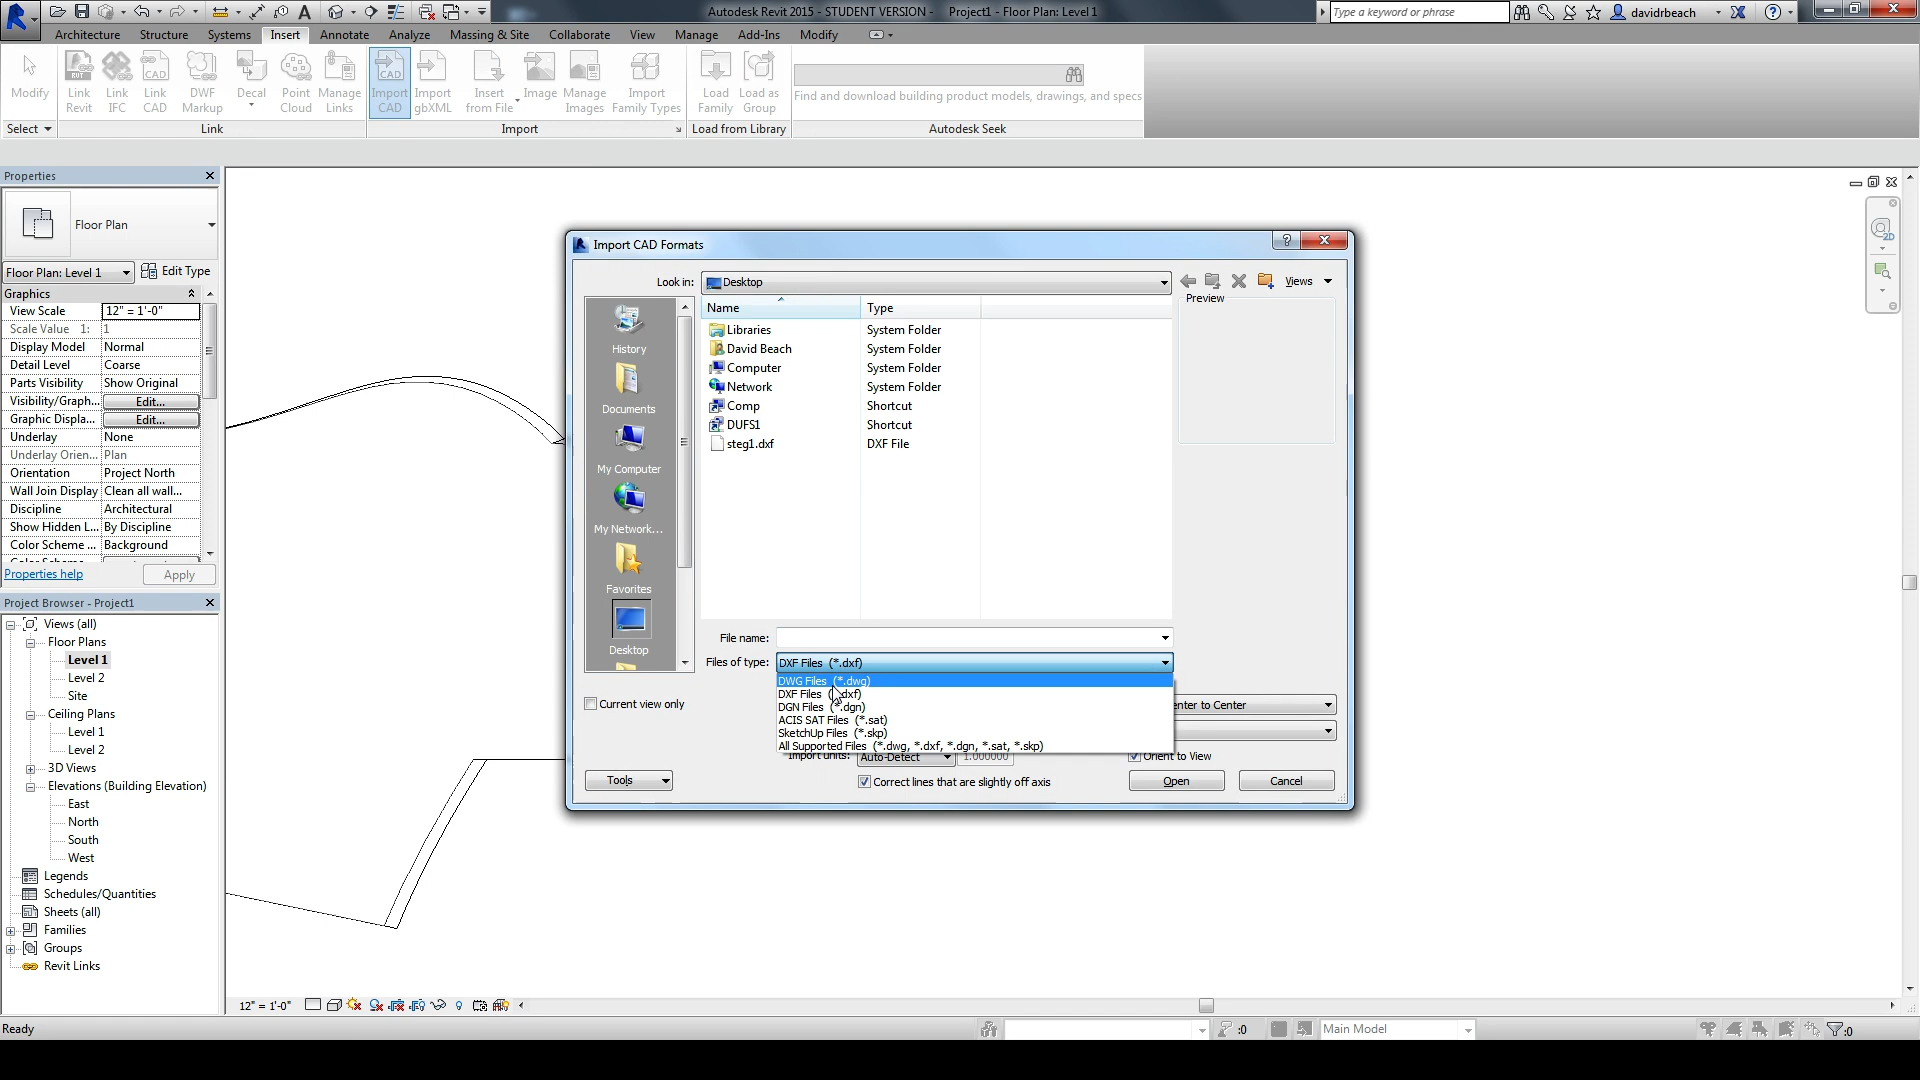 Autodesk Revit 2015 - STUDENT VERSION - Project1 - Floor Plan: Level 1
Type a keyword or phrase
davidrbeach
Architecture Structure Systems Insert Annotate Analyze Massing & Site Collaborate View Manage Add-Ins Modify
Modify
Link Revit
Link IFC
Link CAD
DWF Markup
Decal
Point Cloud
Manage Links
Import CAD
Import gbXML
Insert from File
Image
Manage Images
Import Family Types
Load Family
Load as Group
Find and download building product models, drawings, and specs
Select
Link
Import
Load from Library
Autodesk Seek
Properties
Floor Plan
Floor Plan: Level 1
Edit Type
Graphics
View Scale 12" = 1'-0"
Scale Value 1: 1
Display Model Normal
Detail Level Coarse
Parts Visibility Show Original
Visibility/Graph... Edit...
Graphic Displa... Edit...
Underlay None
Underlay Orien... Plan
Orientation Project North
Wall Join Display Clean all wall...
Discipline Architectural
Show Hidden L... By Discipline
Color Scheme ... Background
Properties help
Apply
Project Browser - Project1
Views (all)
Floor Plans
Level 1
Level 2
Site
Ceiling Plans
Level 1
Level 2
3D Views
Elevations (Building Elevation)
East
North
South
West
Legends
Schedules/Quantities
Sheets (all)
Families
Groups
Revit Links
Import CAD Formats
Look in: Desktop
Views
Preview
Name Type
Libraries System Folder
David Beach System Folder
Computer System Folder
Network System Folder
Comp Shortcut
DUFS1 Shortcut
steg1.dxf DXF File
History
Documents
My Computer
My Network...
Favorites
Desktop
File name:
Files of type: DXF Files (*.dxf)
DWG Files (*.dwg)
DXF Files (*.dxf)
DGN Files (*.dgn)
ACIS SAT Files (*.sat)
SketchUp Files (*.skp)
All Supported Files (*.dwg, *.dxf, *.dgn, *.sat, *.skp)
Current view only
enter to Center
Import units: Auto-Detect 1.000000
Orient to View
Correct lines that are slightly off axis
Tools
Open
Cancel
2D
12" = 1'-0"
Ready
:0
Main Model
:0